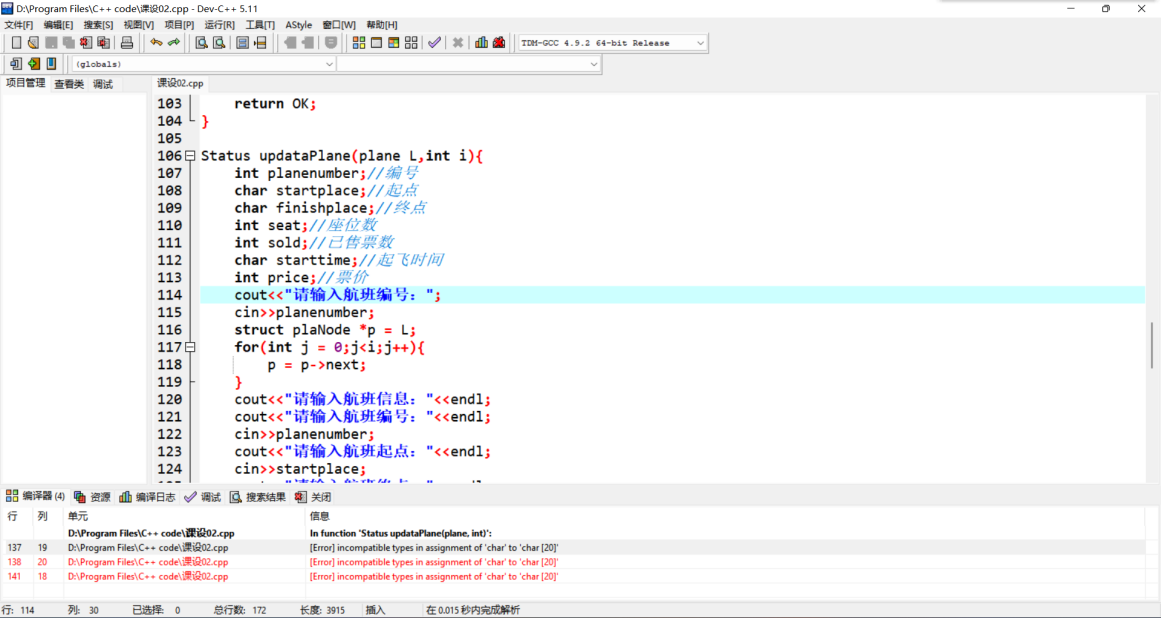 D:\Program Files\C++ code\课设02.cpp - Dev-C++ 5.11
文件[F] 编辑[E] 搜索[S] 视图[V] 项目[P] 运行[R] 工具[T] AStyle 窗口[W] 帮助[H]
TDM-GCC 4.9.2 64-bit Release
(globals)
项目管理 查看类 调试 课设02.cpp
103 return OK;
104 }
105
106 Status updataPlane(plane L,int i){
107 int planenumber;//编号
108 char startplace;//起点
109 char finishplace;//终点
110 int seat;//座位数
111 int sold;//已售票数
112 char starttime;//起飞时间
113 int price;//票价
114 cout<<"请输入航班编号：";
115 cin>>planenumber;
116 struct plaNode *p = L;
117 for(int j = 0;j<i;j++){
118 p = p->next;
119 }
120 cout<<"请输入航班信息："<<endl;
121 cout<<"请输入航班编号："<<endl;
122 cin>>planenumber;
123 cout<<"请输入航班起点："<<endl;
124 cin>>startplace;
编译器 (4) 资源 编译日志 调试 搜索结果 关闭
行 列 单元 信息
D:\Program Files\C++ code\课设02.cpp In function 'Status updataPlane(plane, int)':
137 19 D:\Program Files\C++ code\课设02.cpp [Error] incompatible types in assignment of 'char' to 'char [20]'
138 20 D:\Program Files\C++ code\课设02.cpp [Error] incompatible types in assignment of 'char' to 'char [20]'
141 18 D:\Program Files\C++ code\课设02.cpp [Error] incompatible types in assignment of 'char' to 'char [20]'
行: 114 列: 30 已选择: 0 总行数: 172 长度: 3915 插入 在 0.015 秒内完成解析